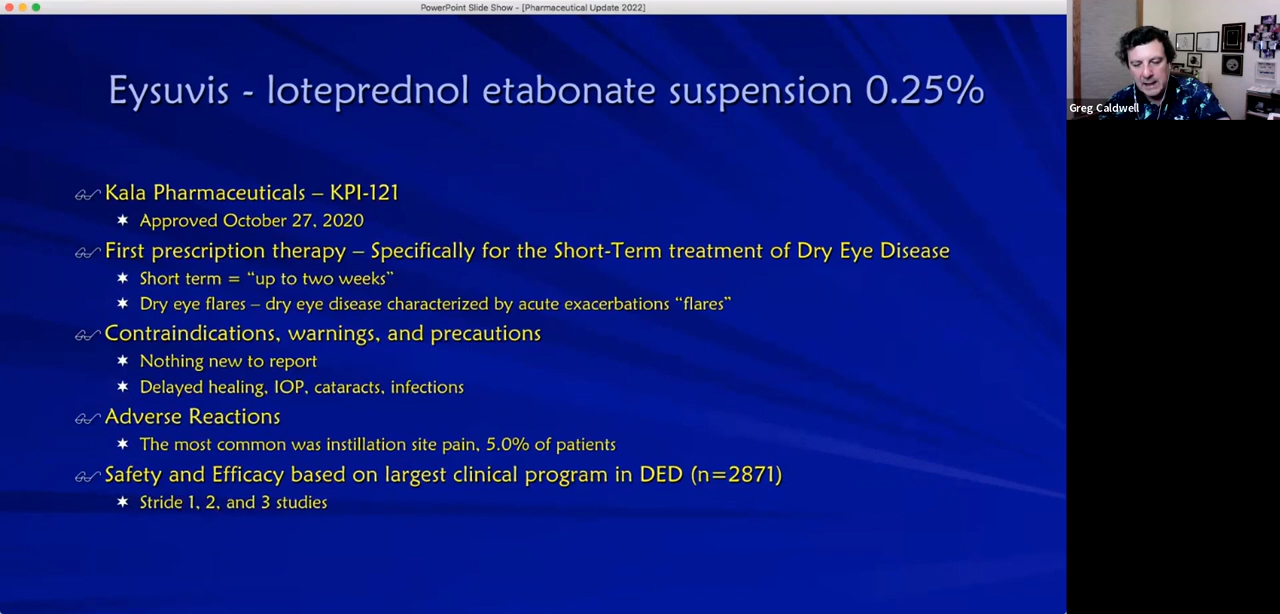 PowerPoint Slide Show - [Pharmaceutical Update 2022]
Eysuvis - loteprednol etabonate suspension 0.25%
Greg Caldwell
Kala Pharmaceuticals – KPI-121
Approved October 27, 2020
First prescription therapy – Specifically for the Short-Term treatment of Dry Eye Disease
Short term = “up to two weeks”
Dry eye flares – dry eye disease characterized by acute exacerbations “flares”
Contraindications, warnings, and precautions
Nothing new to report
Delayed healing, IOP, cataracts, infections
Adverse Reactions
The most common was instillation site pain, 5.0% of patients
Safety and Efficacy based on largest clinical program in DED (n=2871)
Stride 1, 2, and 3 studies